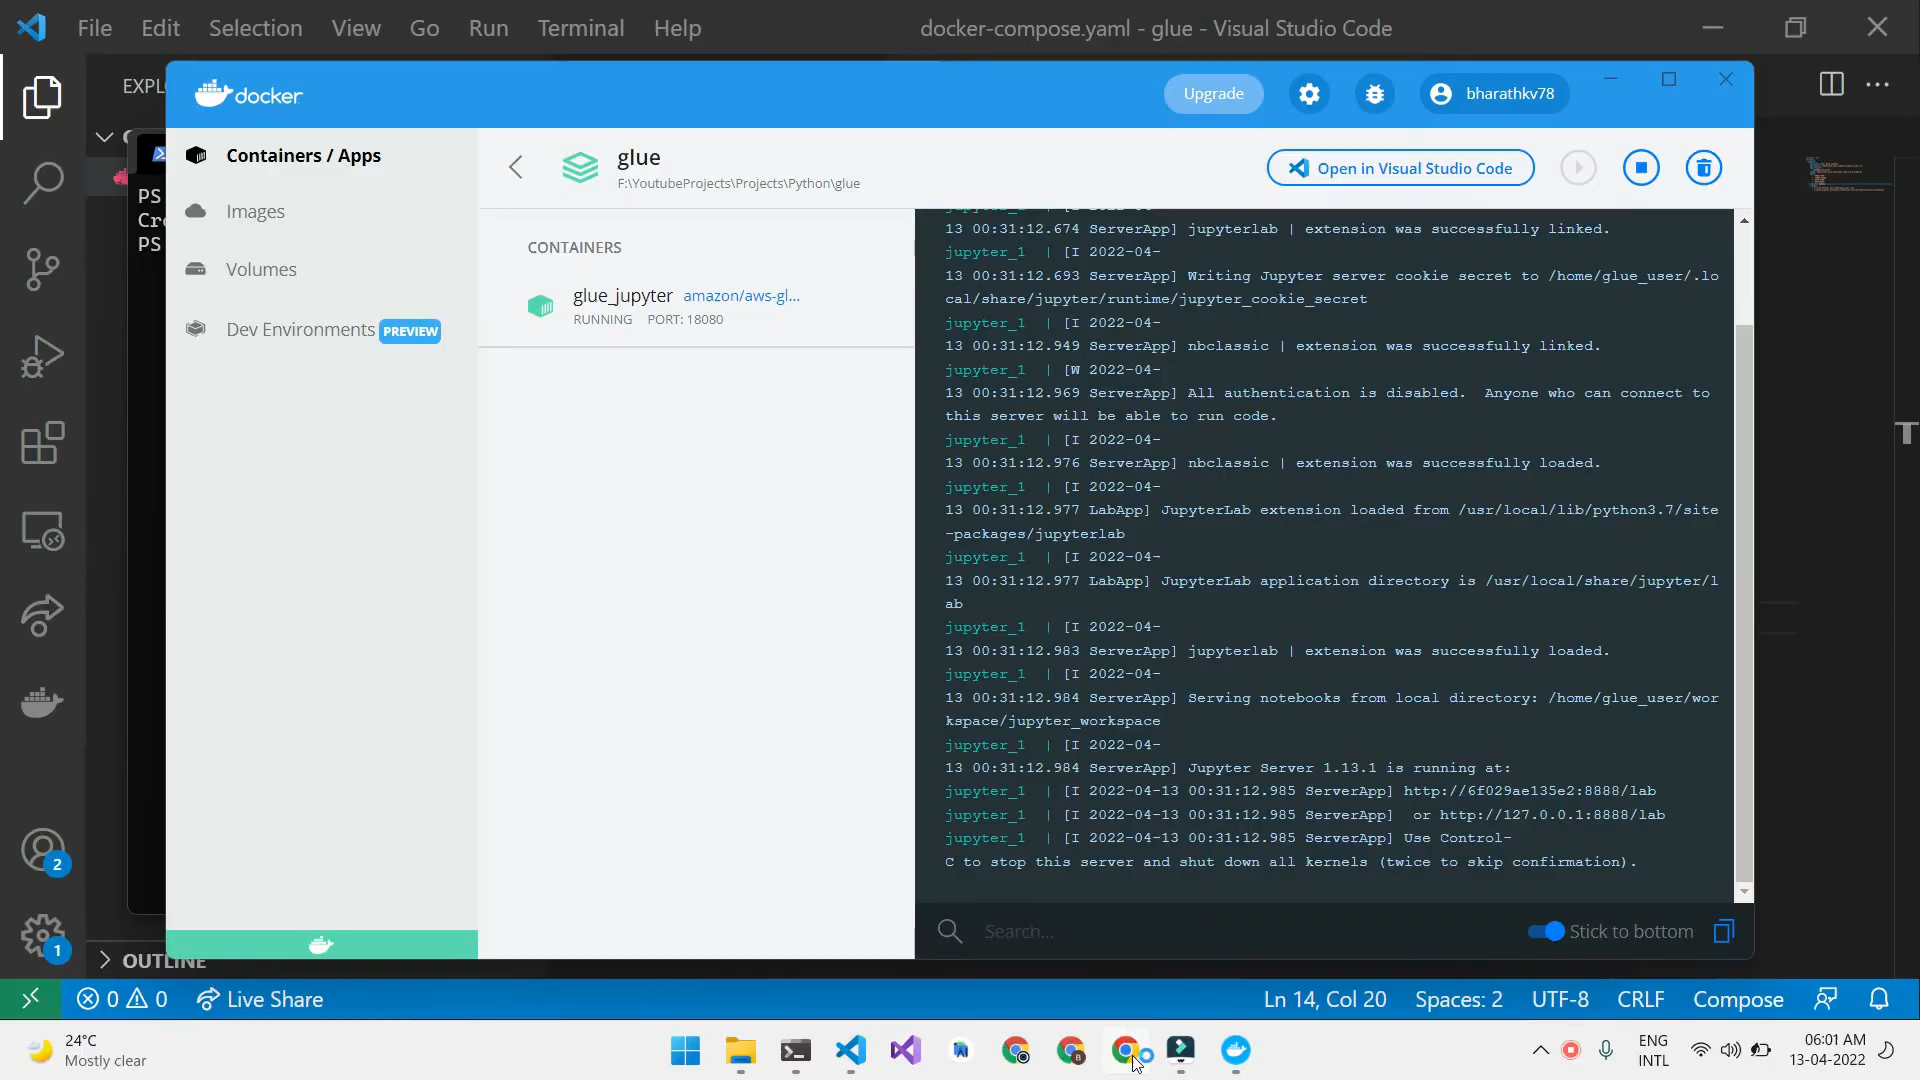 File Edit Selection View Go Run Terminal Help
docker-compose.yaml - glue - Visual Studio Code
EXPL
PS
Cre
PS
docker
Upgrade
bharathkv78
Containers / Apps
Images
Volumes
Dev Environments PREVIEW
glue
F:\YoutubeProjects\Projects\Python\glue
Open in Visual Studio Code
CONTAINERS
glue_jupyter amazon/aws-gl...
RUNNING PORT: 18080
13 00:31:12.674 ServerApp] jupyterlab | extension was successfully linked.
jupyter_1 | [I 2022-04-
13 00:31:12.693 ServerApp] Writing Jupyter server cookie secret to /home/glue_user/.lo
cal/share/jupyter/runtime/jupyter_cookie_secret
jupyter_1 | [I 2022-04-
13 00:31:12.949 ServerApp] nbclassic | extension was successfully linked.
jupyter_1 | [W 2022-04-
13 00:31:12.969 ServerApp] All authentication is disabled.  Anyone who can connect to
this server will be able to run code.
jupyter_1 | [I 2022-04-
13 00:31:12.976 ServerApp] nbclassic | extension was successfully loaded.
jupyter_1 | [I 2022-04-
13 00:31:12.977 LabApp] JupyterLab extension loaded from /usr/local/lib/python3.7/site
-packages/jupyterlab
jupyter_1 | [I 2022-04-
13 00:31:12.977 LabApp] JupyterLab application directory is /usr/local/share/jupyter/l
ab
jupyter_1 | [I 2022-04-
13 00:31:12.983 ServerApp] jupyterlab | extension was successfully loaded.
jupyter_1 | [I 2022-04-
13 00:31:12.984 ServerApp] Serving notebooks from local directory: /home/glue_user/wor
kspace/jupyter_workspace
jupyter_1 | [I 2022-04-
13 00:31:12.984 ServerApp] Jupyter Server 1.13.1 is running at:
jupyter_1 | [I 2022-04-13 00:31:12.985 ServerApp] http://6f029ae135e2:8888/lab
jupyter_1 | [I 2022-04-13 00:31:12.985 ServerApp]  or http://127.0.0.1:8888/lab
jupyter_1 | [I 2022-04-13 00:31:12.985 ServerApp] Use Control-
C to stop this server and shut down all kernels (twice to skip confirmation).
Search...
Stick to bottom
2
1
OUTLINE
0 0 Live Share
Ln 14, Col 20 Spaces: 2 UTF-8 CRLF Compose
24°C
Mostly clear
ENG
INTL
06:01 AM
13-04-2022